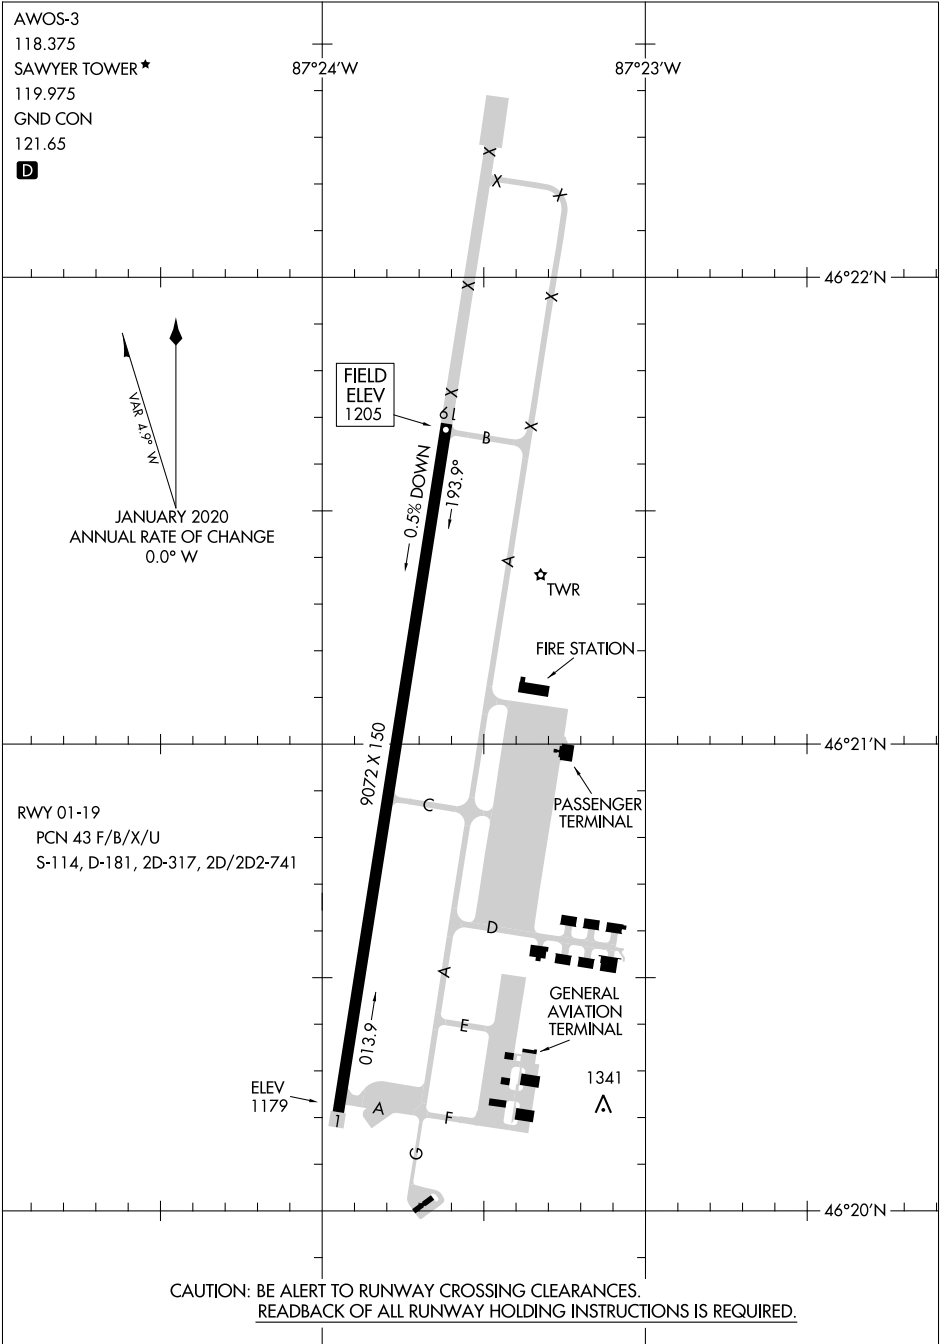 AWOS-3
118.375
SAWYER TOWER★
119.975
GND CON
121.65
D
87°24'W
87°23'W
X
X
X
46°22'N
X
X
VAR 4.9° W
FIELD
ELEV
1205
X
19
X
B
0.5% DOWN
193.9°
JANUARY 2020
ANNUAL RATE OF CHANGE
0.0° W
A
TWR
FIRE STATION
9072 X 150
46°21'N
RWY 01-19
PCN 43 F/B/X/U
S-114, D-181, 2D-317, 2D/2D2-741
C
PASSENGER
TERMINAL
D
A
GENERAL
AVIATION
TERMINAL
E
013.9°
ELEV
1179
1341
A
F
1
G
46°20'N
CAUTION: BE ALERT TO RUNWAY CROSSING CLEARANCES.
READBACK OF ALL RUNWAY HOLDING INSTRUCTIONS IS REQUIRED.